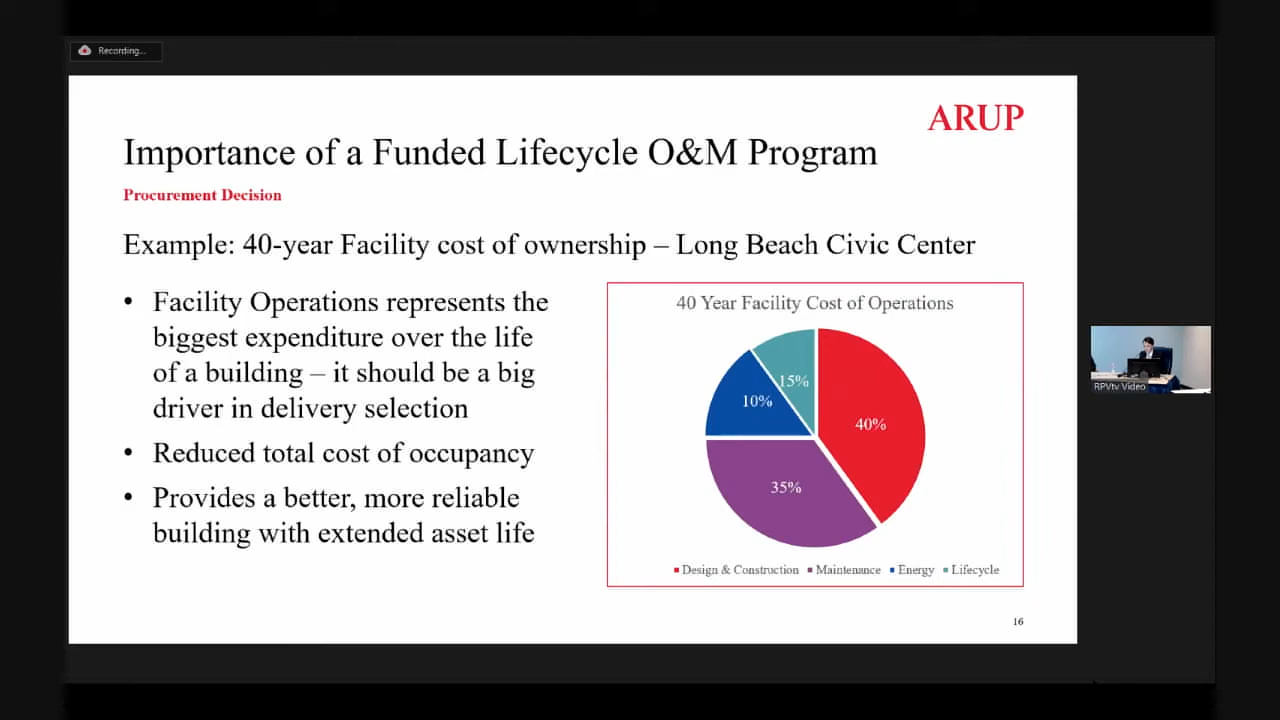 Recording...
ARUP
Importance of a Funded Lifecycle O&M Program
Procurement Decision
Example: 40-year Facility cost of ownership – Long Beach Civic Center
• Facility Operations represents the
biggest expenditure over the life
of a building – it should be a big
driver in delivery selection
• Reduced total cost of occupancy
• Provides a better, more reliable
building with extended asset life
40 Year Facility Cost of Operations
15%
10%
40%
35%
Design & Construction Maintenance Energy Lifecycle
RPVtv Video
16